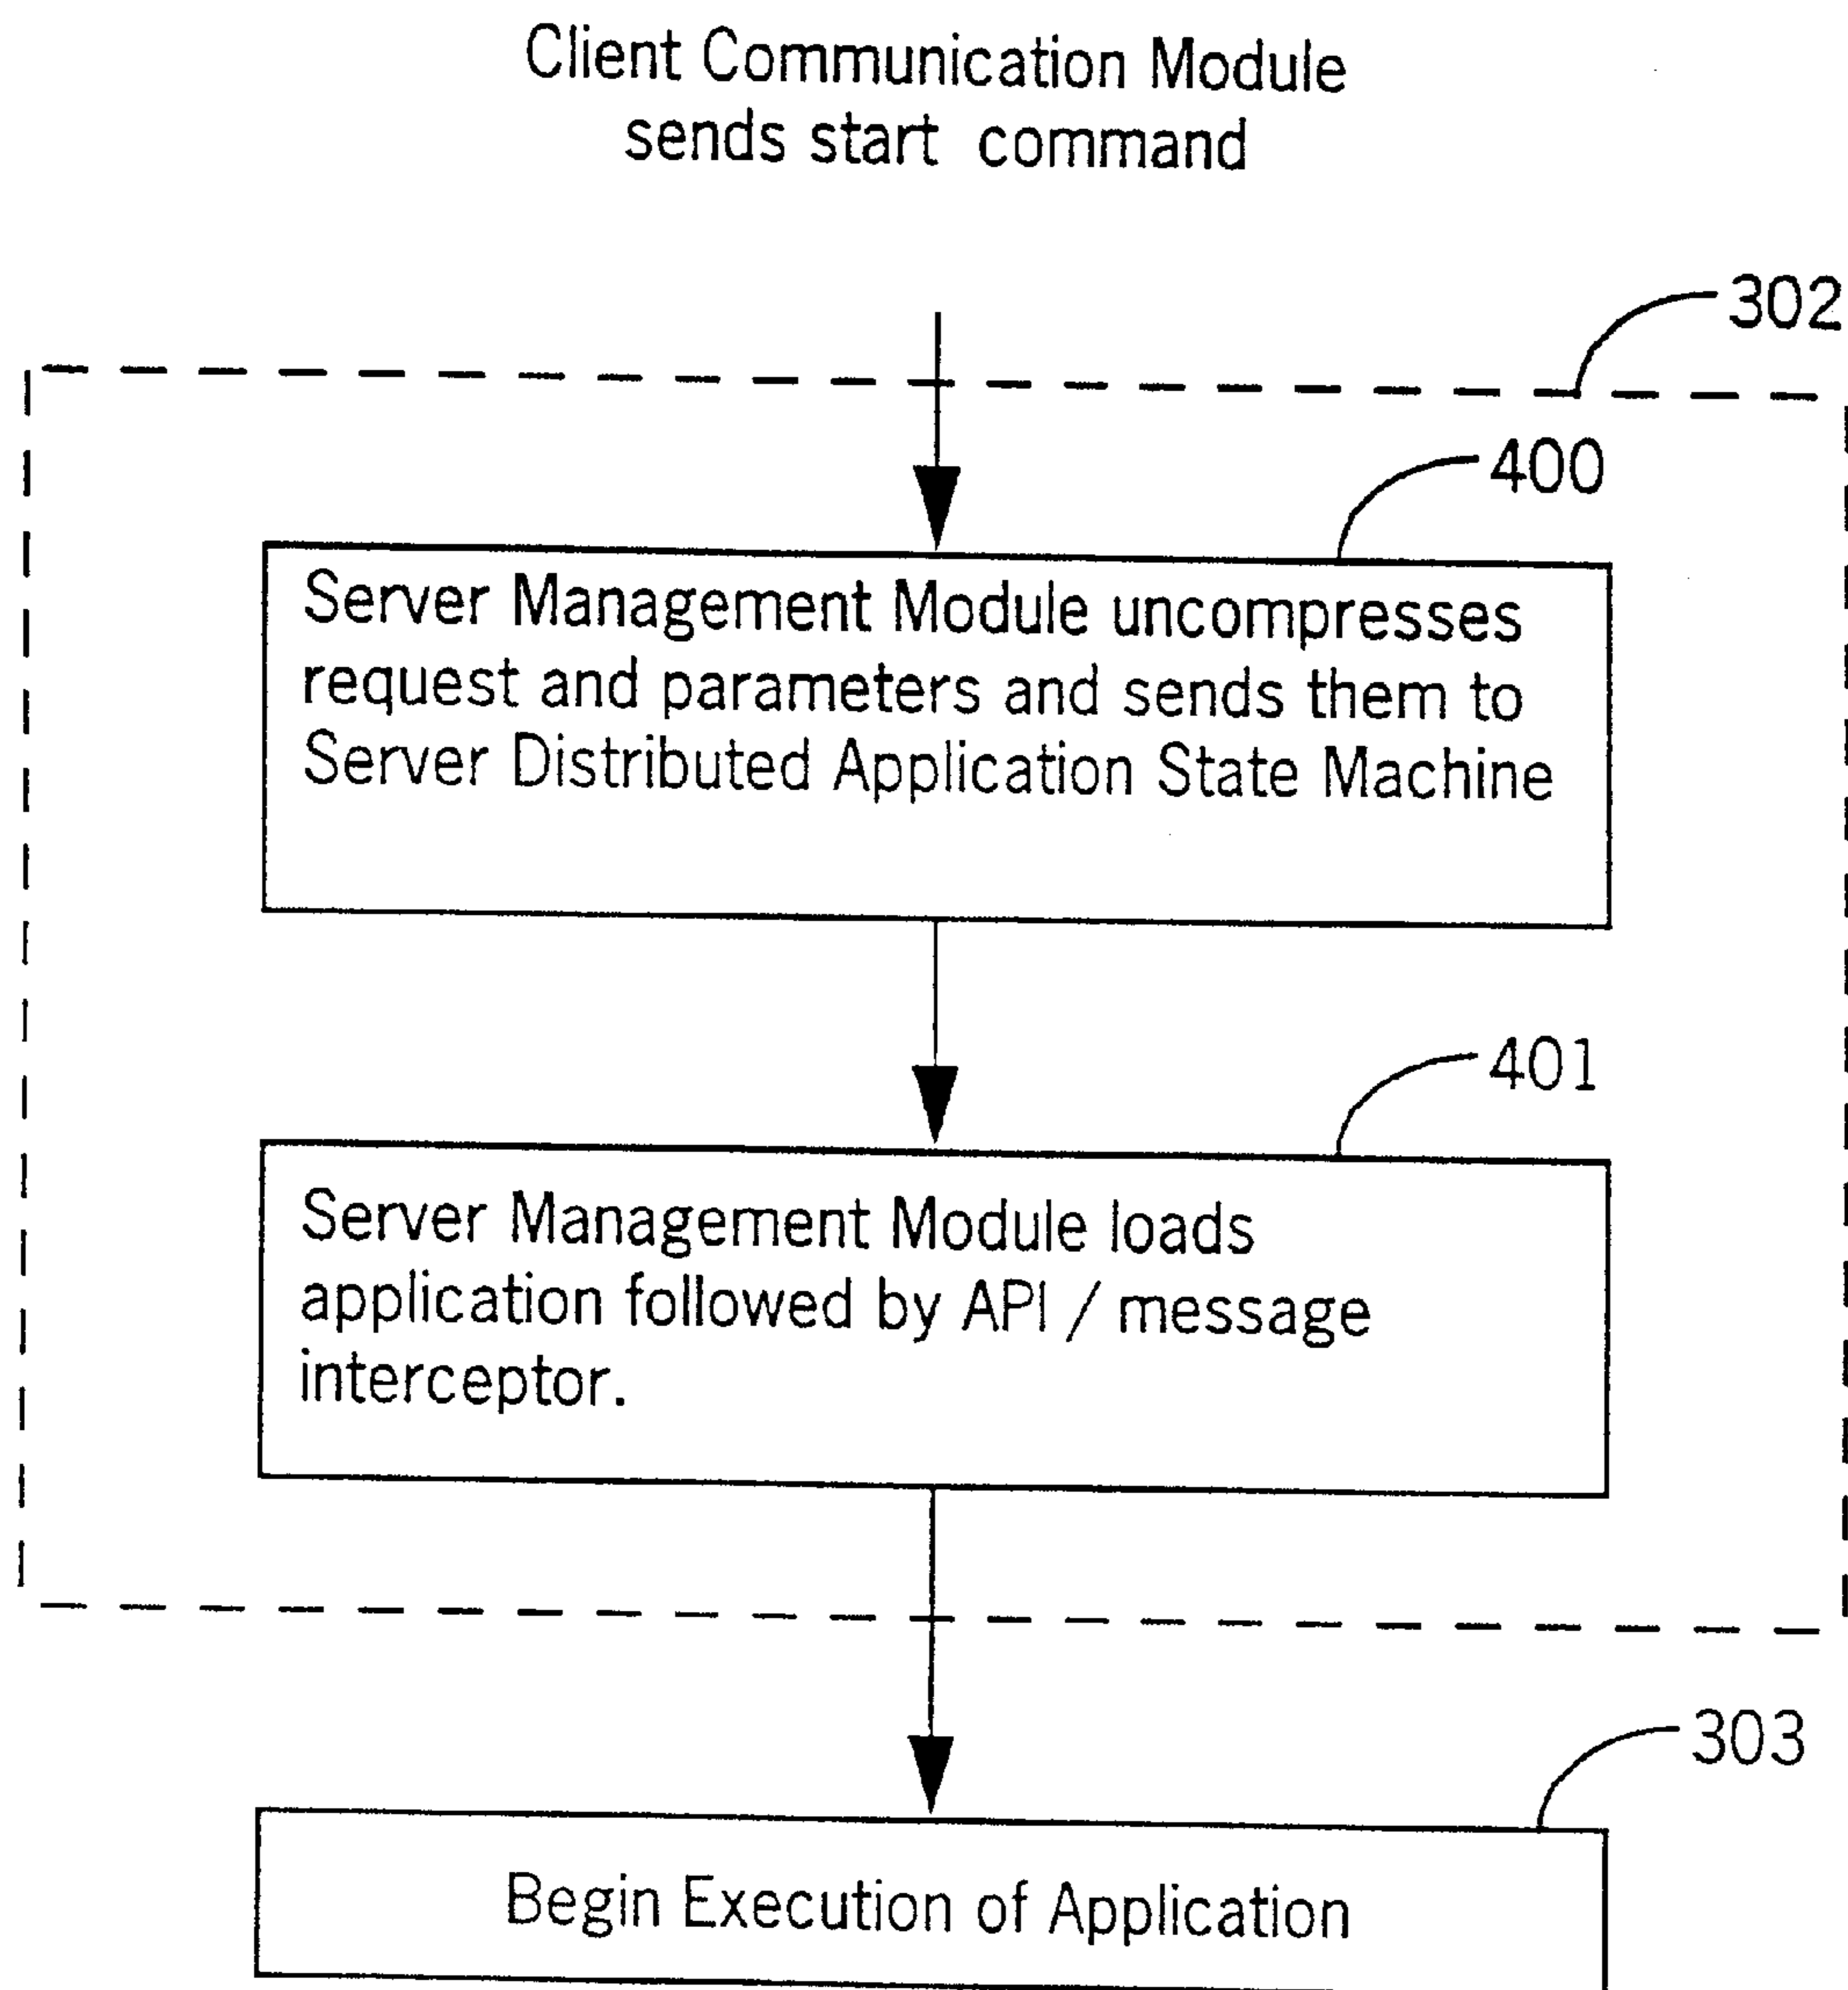 Client Communication Module
sends start command
302
400
Server Management Module uncompresses
request and parameters and sends them to
Server Distributed Application State Machine
401
Server Management Module loads
application followed by API / message
interceptor.
303
Begin Execution of Application